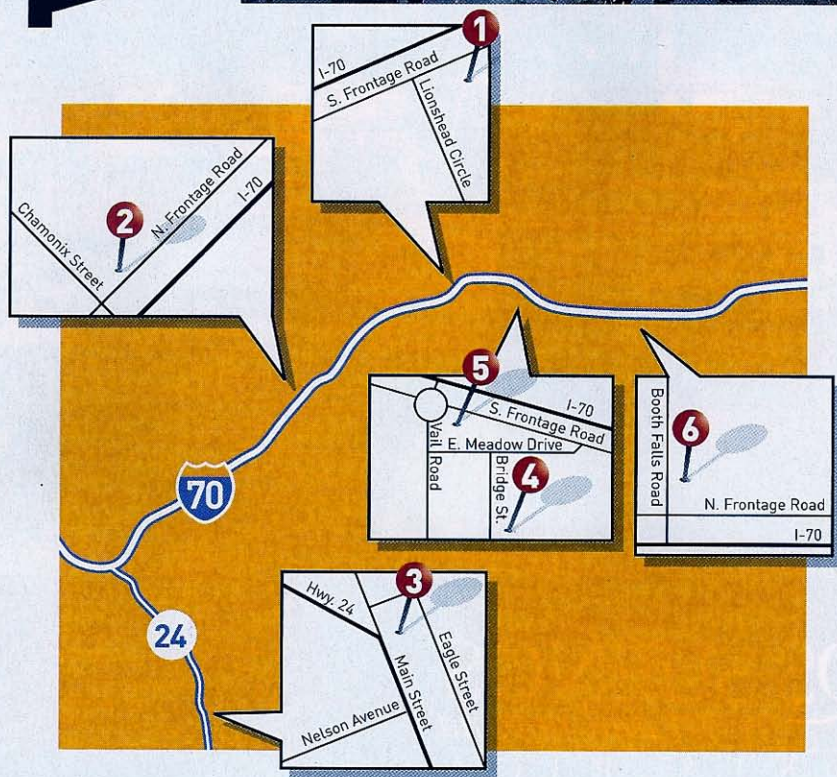 1
I-70
S. Frontage Road
Lionshead Circle
2
N. Frontage Road
I-70
Chamonix Street
5
I-70
S. Frontage Road
E. Meadow Drive
Vail Road
Bridge St.
4
6
Booth Falls Road
N. Frontage Road
I-70
70
3
Hwy. 24
Eagle Street
Main Street
Nelson Avenue
24